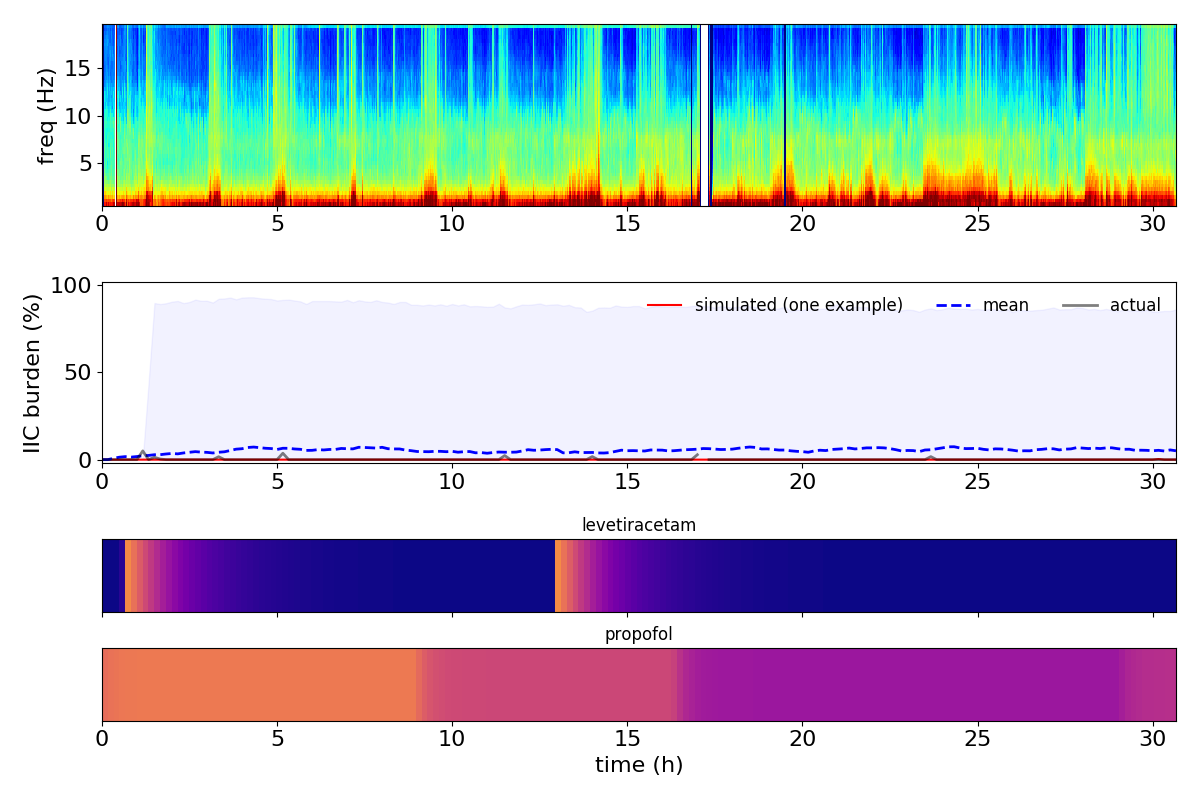 freq (Hz)
15
10
5
0 5 10 15 20 25 30
IIC burden (%)
100
50
0
simulated (one example) mean actual
0 5 10 15 20 25 30
levetiracetam
propofol
0 5 10 15 20 25 30
time (h)